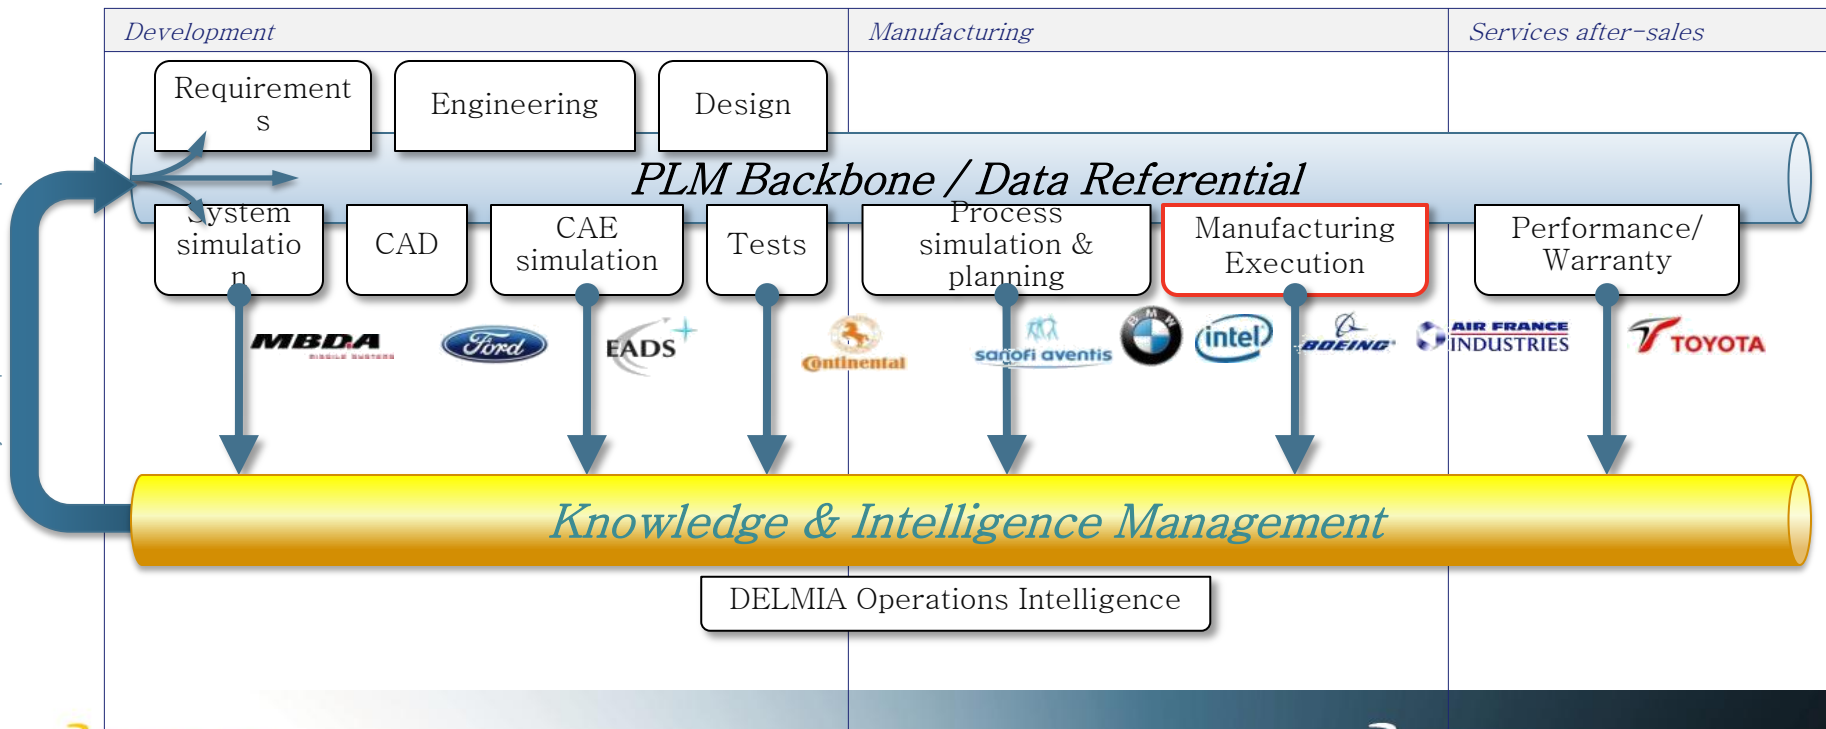 Development
Manufacturing
Services after-sales
Requirement
s
Engineering
Design
PLM Backbone / Data Referential
System
simulatio
n
CAD
CAE
simulation
Tests
Process
simulation &
planning
Manufacturing
Execution
Performance/
Warranty
MBDA
MISSILE SYSTEMS
Ford
EADS
Continental
sanofi aventis
BMW
intel
BOEING
AIR FRANCE
INDUSTRIES
TOYOTA
Knowledge & Intelligence Management
DELMIA Operations Intelligence